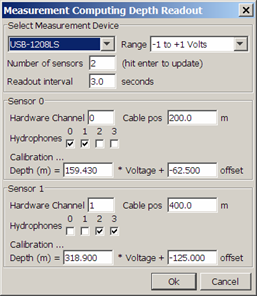 Measurement Computing Depth Readout
Select Measurement Device
USB-1208LS Range -1 to +1 Volts
Number of sensors 2 (hit enter to update)
Readout interval 3.0 seconds
Sensor 0
Hardware Channel 0 Cable pos 200.0 m
0 1 2 3
Hydrophones
Calibration ...
Depth (m) = 159.430 * Voltage + -62.500 offset
Sensor 1
Hardware Channel 1 Cable pos 400.0 m
0 1 2 3
Hydrophones
Calibration ...
Depth (m) = 318.900 * Voltage + -125.000 offset
Ok Cancel